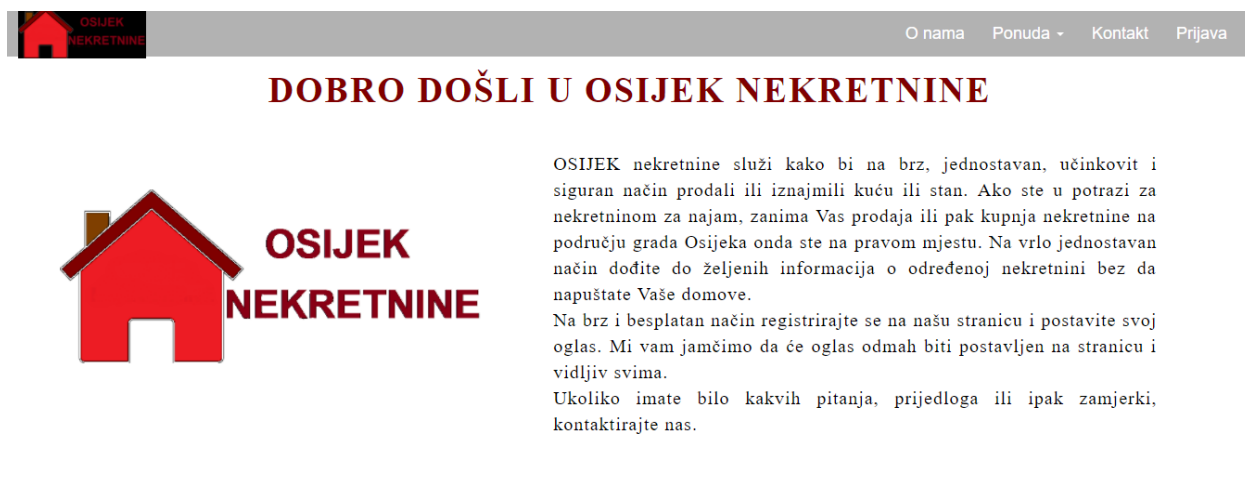 OSIJEK
NEKRETNINE
O nama Ponuda Kontakt Prijava
DOBRO DOŠLI U OSIJEK NEKRETNINE
OSIJEK
NEKRETNINE
OSIJEK nekretnine služi kako bi na brz, jednostavan, učinkovit i
siguran način prodali ili iznajmili kuću ili stan. Ako ste u potrazi za
nekretninom za najam, zanima Vas prodaja ili pak kupnja nekretnine na
području grada Osijeka onda ste na pravom mjestu. Na vrlo jednostavan
način dođite do željenih informacija o određenoj nekretnini bez da
napuštate Vaše domove.
Na brz i besplatan način registrirajte se na našu stranicu i postavite svoj
oglas. Mi vam jamčimo da će oglas odmah biti postavljen na stranicu i
vidljiv svima.
Ukoliko imate bilo kakvih pitanja, prijedloga ili ipak zamjerki,
kontaktirajte nas.